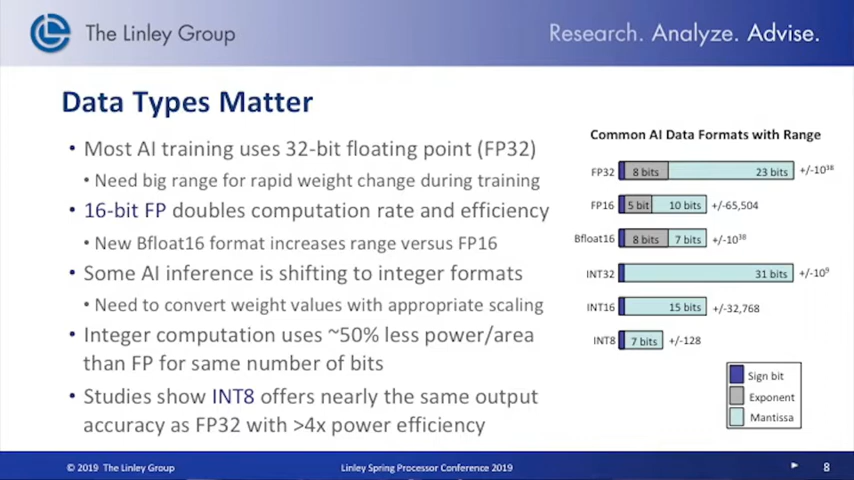 The Linley Group
Research. Analyze. Advise.
Data Types Matter
• Most AI training uses 32-bit floating point (FP32)
• Need big range for rapid weight change during training
• 16-bit FP doubles computation rate and efficiency
• New Bfloat16 format increases range versus FP16
• Some AI inference is shifting to integer formats
• Need to convert weight values with appropriate scaling
• Integer computation uses ~50% less power/area
than FP for same number of bits
• Studies show INT8 offers nearly the same output
accuracy as FP32 with >4x power efficiency
Common AI Data Formats with Range
FP32 8 bits 23 bits +/-10³⁸
FP16 5 bit 10 bits +/-65,504
Bfloat16 8 bits 7 bits +/-10³⁸
INT32 31 bits +/-10⁹
INT16 15 bits +/-32,768
INT8 7 bits +/-128
Sign bit
Exponent
Mantissa
© 2019 The Linley Group
Linley Spring Processor Conference 2019
8